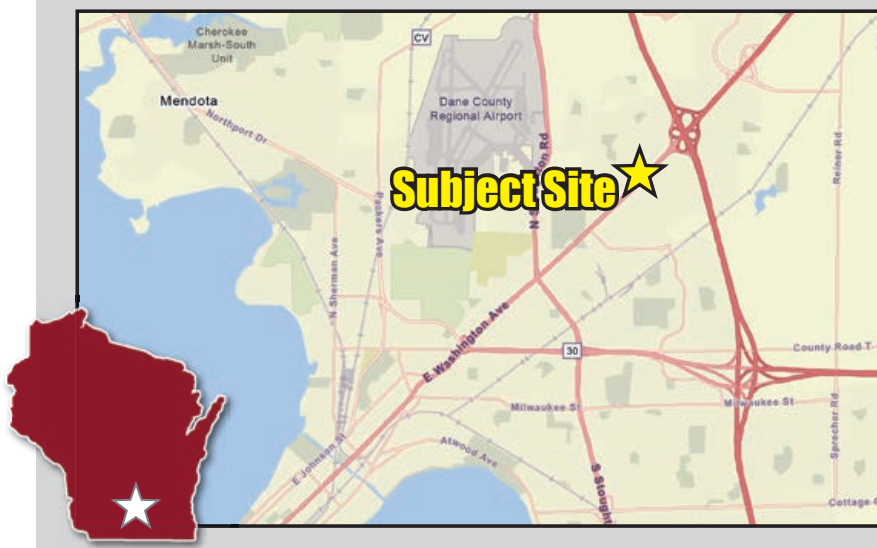 Cherokee
Marsh-South
Unit
CV
Mendota
Northport Dr
Dane County
Regional Airport
Reiner Rd
Subject Site
Packers Ave
N Sherman Ave
E Washington Ave
30
County Road T
Milwaukee St
Milwaukee St
Sprecher Rd
E Johnson St
Atwood Ave
S Stought
Cottage